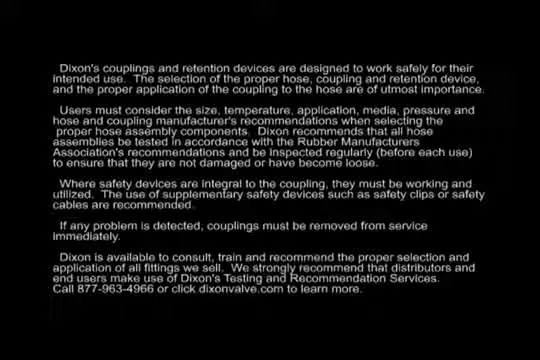 Dixon's couplings and retention devices are designed to work safely for their
intended use. The selection of the proper hose, coupling and retention device,
and the proper application of the coupling to the hose are of utmost importance.
Users must consider the size, temperature, application, media, pressure and
hose and coupling manufacturer's recommendations when selecting the
proper hose assembly components. Dixon recommends that all hose
assemblies be tested in accordance with the Rubber Manufacturers
Association's recommendations and be inspected regularly (before each use)
to ensure that they are not damaged or have become loose.
Where safety devices are integral to the coupling, they must be working and
utilized. The use of supplementary safety devices such as safety clips or safety
cables are recommended.
If any problem is detected, couplings must be removed from service
immediately.
Dixon is available to consult, train and recommend the proper selection and
application of all fittings we sell. We strongly recommend that distributors and
end users make use of Dixon's Testing and Recommendation Services.
Call 877-963-4966 or click dixonvalve.com to learn more.